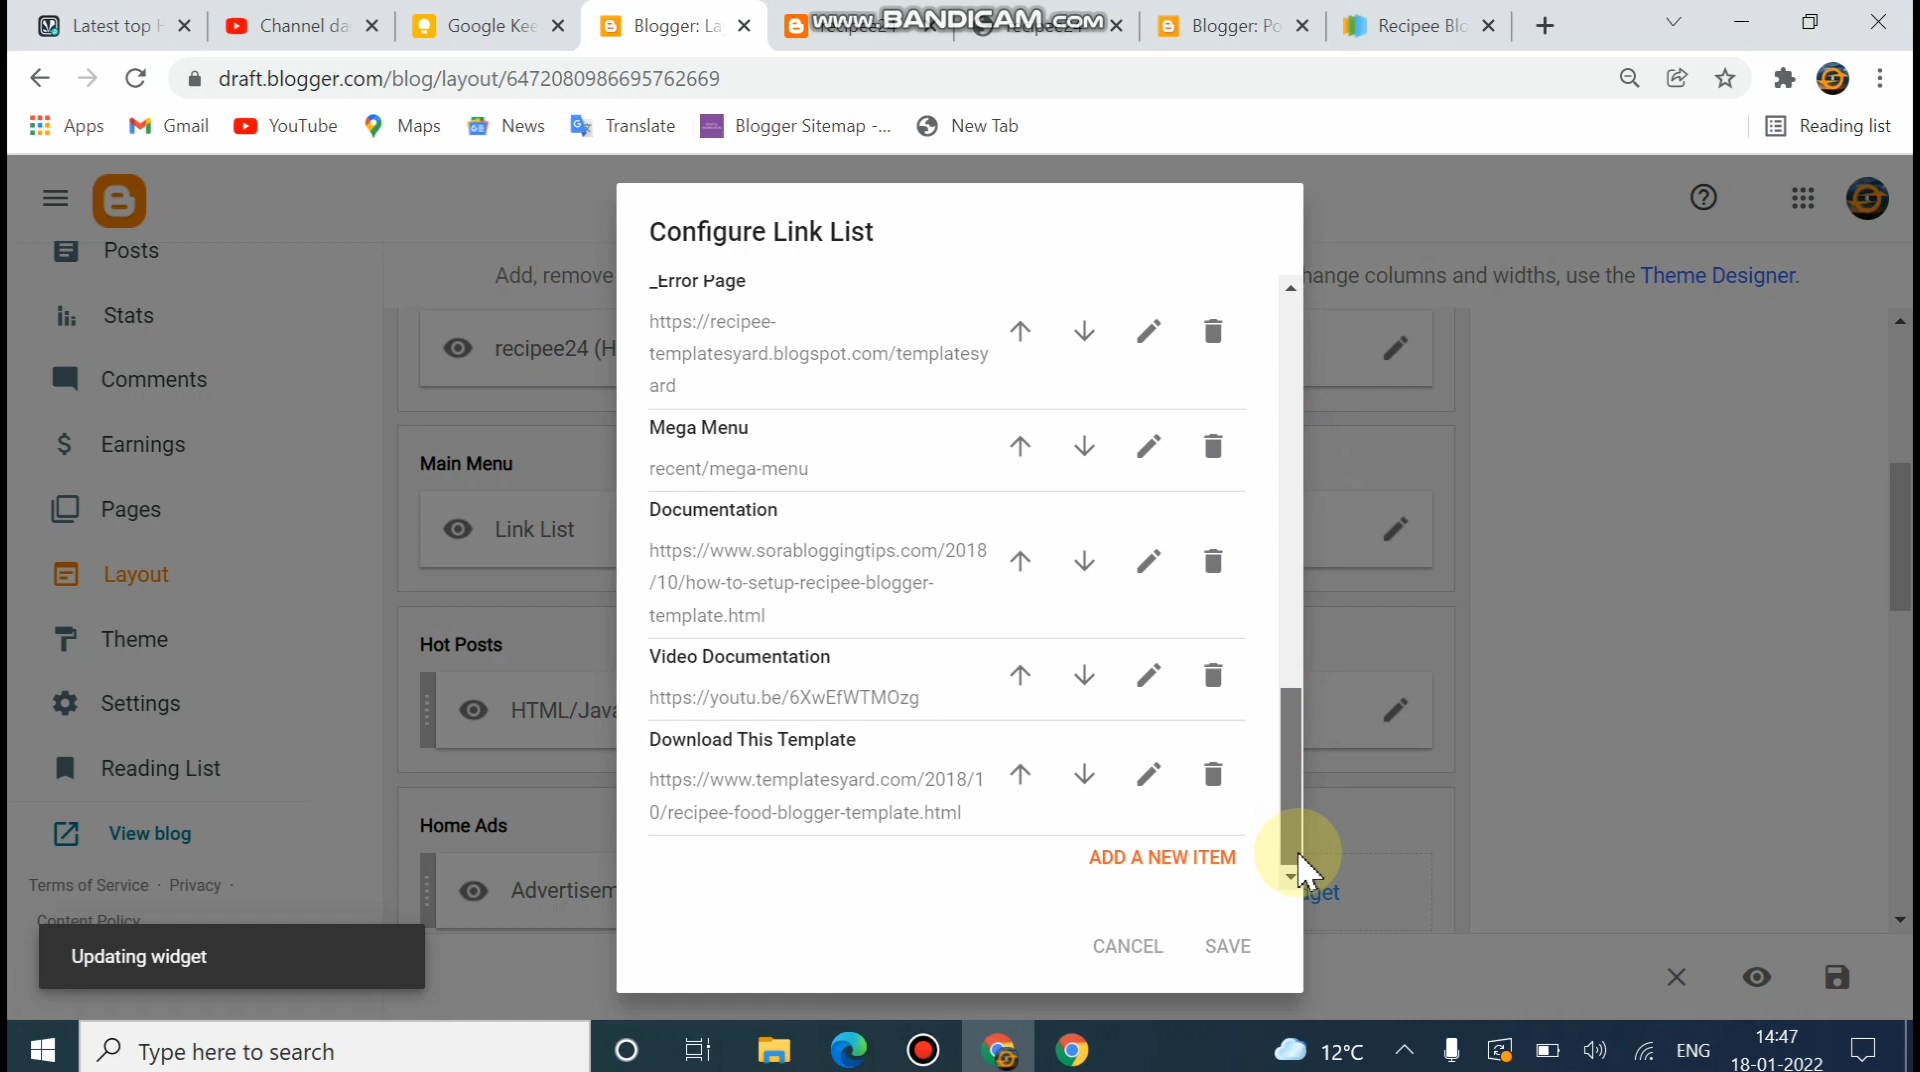 Latest top
Channel da
Google Kee
Blogger: La
recipee24
recipee24
Blogger: Po
Recipee Blo
www.BANDICAM.COM
draft.blogger.com/blog/layout/6472080986695762669
Apps
Gmail
YouTube
Maps
News
Translate
Blogger Sitemap -...
New Tab
Reading list
Posts
Stats
Comments
$ Earnings
Pages
Layout
Theme
Settings
Reading List
View blog
Terms of Service · Privacy ·
Content Policy
Updating widget
Add, remove
hange columns and widths, use the Theme Designer.
recipee24 (H
Main Menu
Link List
Hot Posts
HTML/Java
Home Ads
Advertisem
Configure Link List
_Error Page
https://recipee-
templatesyard.blogspot.com/templatesy
ard
Mega Menu
recent/mega-menu
Documentation
https://www.sorabloggingtips.com/2018
/10/how-to-setup-recipee-blogger-
template.html
Video Documentation
https://youtu.be/6XwEfWTMOzg
Download This Template
https://www.templatesyard.com/2018/1
0/recipee-food-blogger-template.html
ADD A NEW ITEM
dget
CANCEL
SAVE
Type here to search
12°C
ENG
14:47
18-01-2022